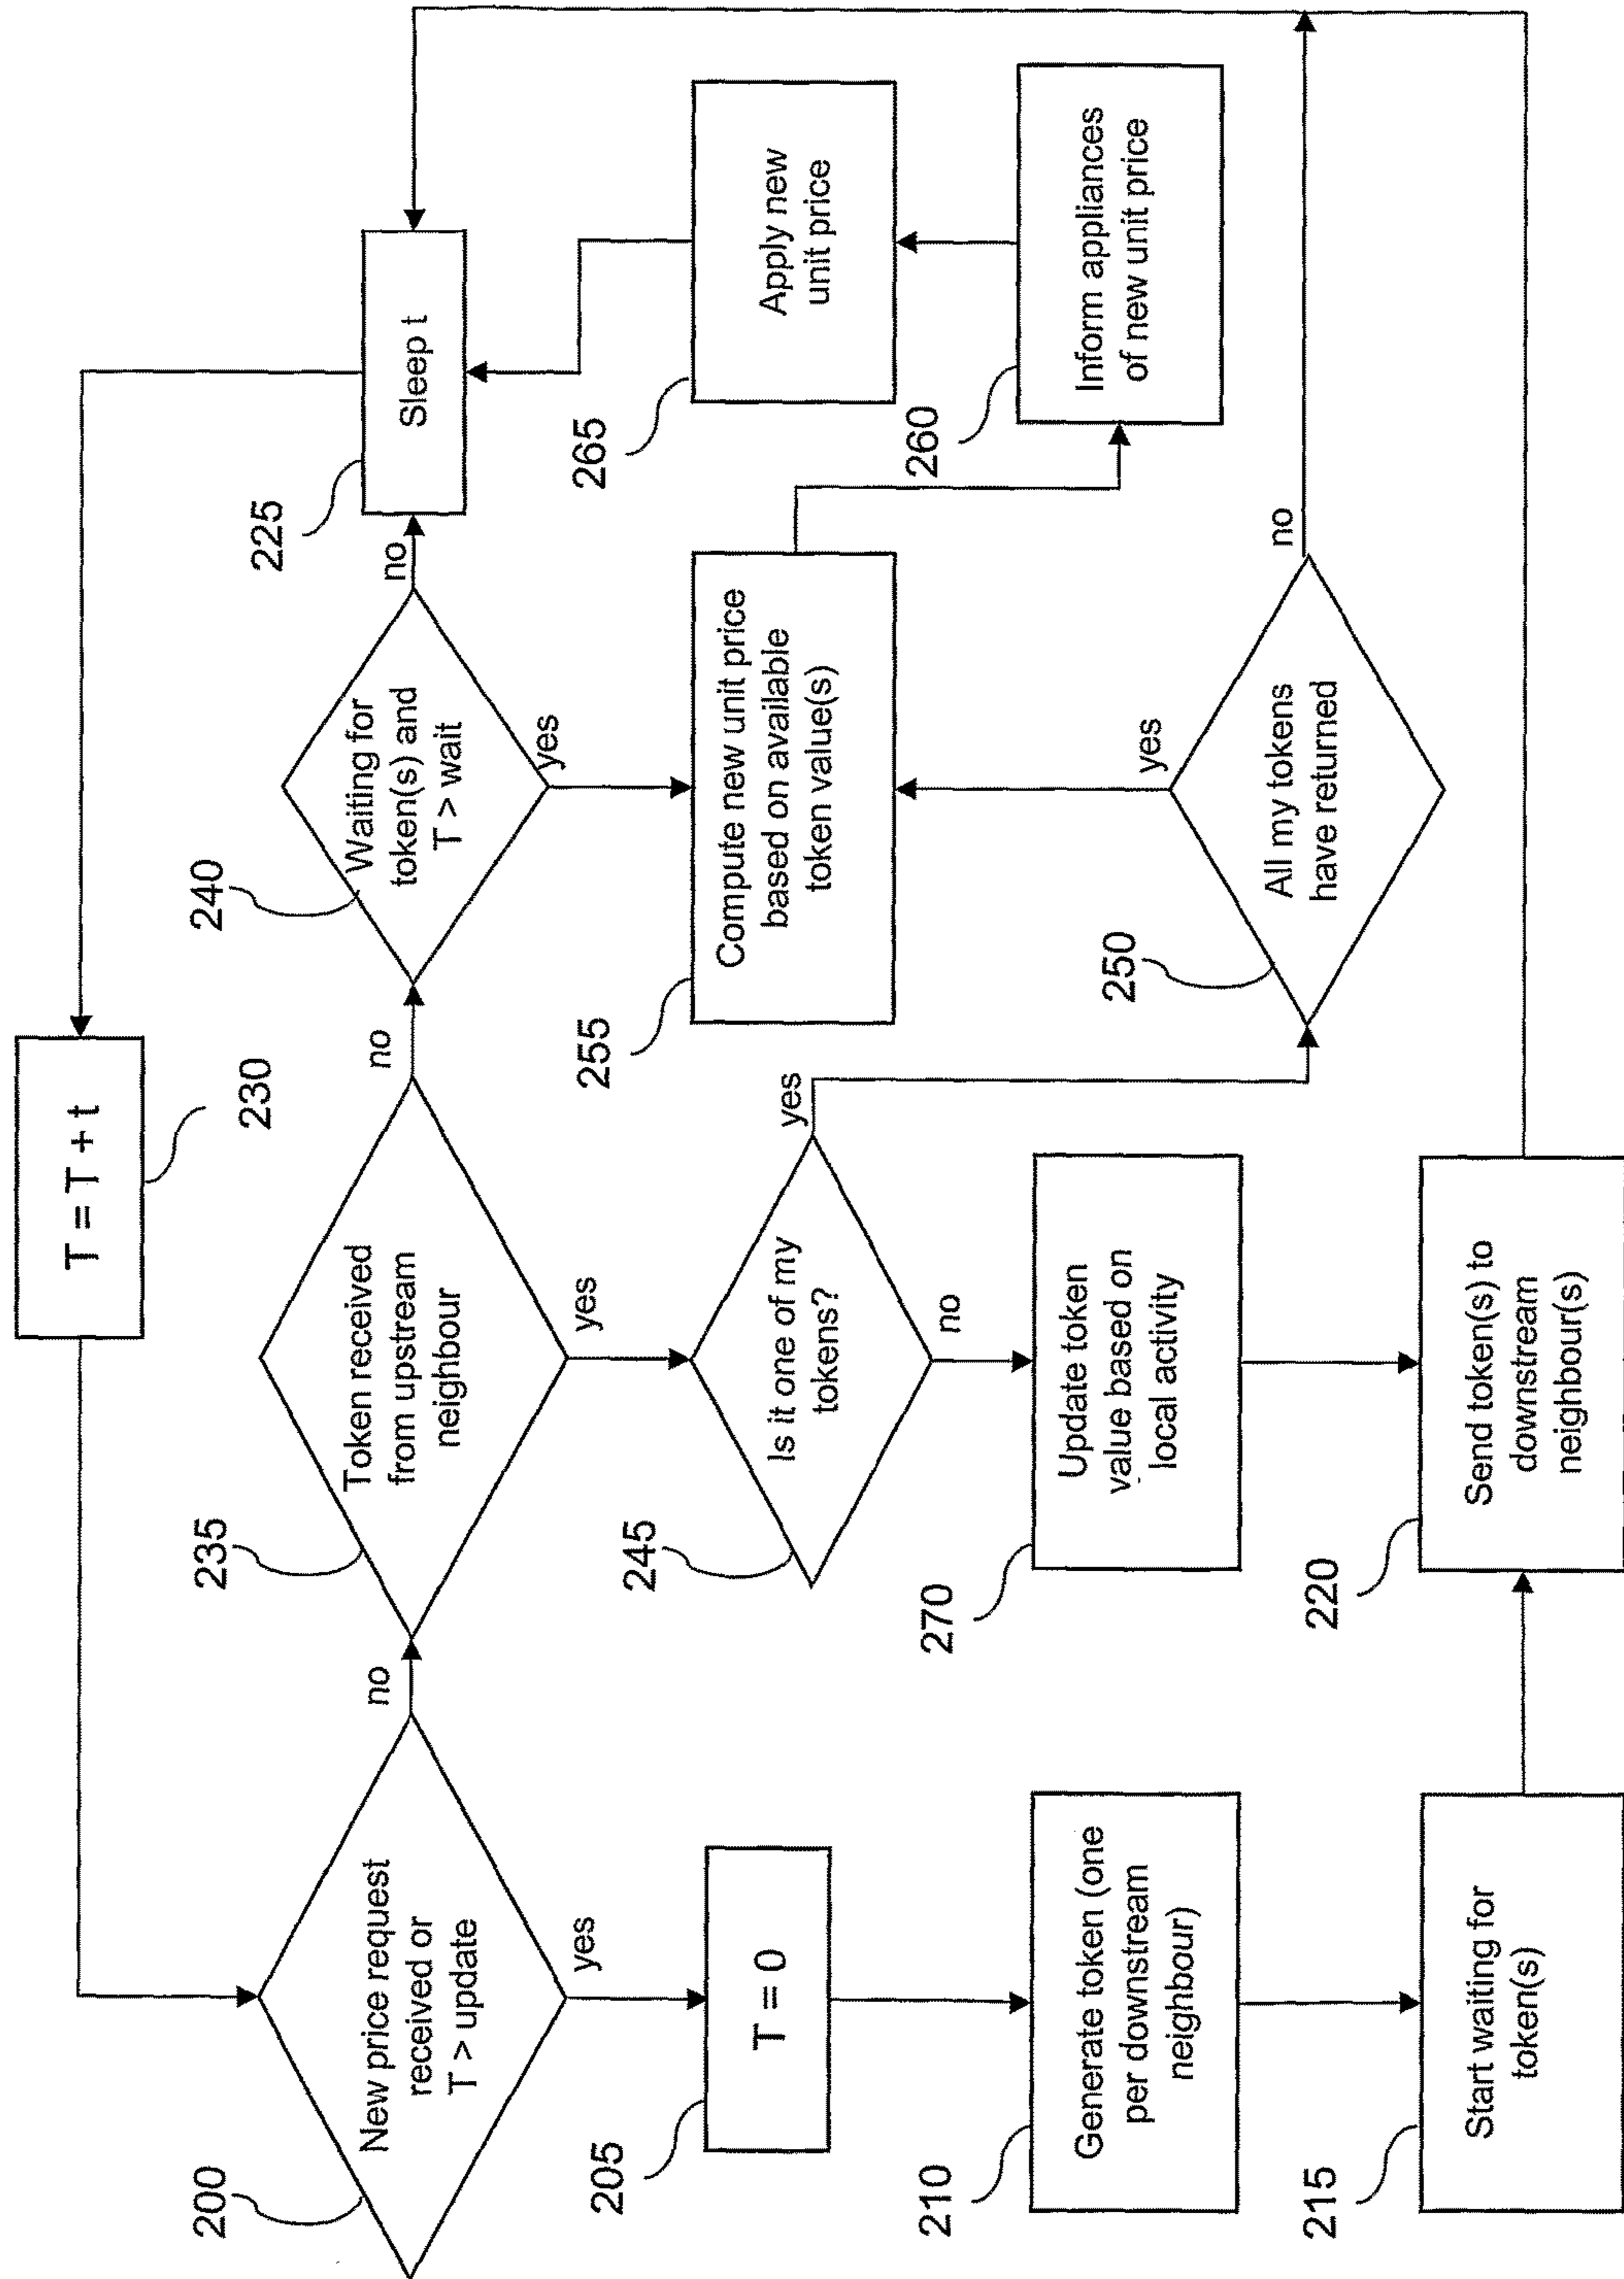 T = T + t
230
200
New price request
received or
T > update
no
yes
235
Token received
from upstream
neighbour
no
yes
240
Waiting for
token(s) and
T > wait
no
yes
225
Sleep t
205
T = 0
245
Is it one of my
tokens?
yes
no
255
Compute new unit price
based on available
token value(s)
265
Apply new
unit price
210
Generate token (one
per downstream
neighbour)
270
Update token
value based on
local activity
250
All my tokens
have returned
yes
no
260
Inform appliances
of new unit price
215
Start waiting for
token(s)
220
Send token(s) to
downstream
neighbour(s)